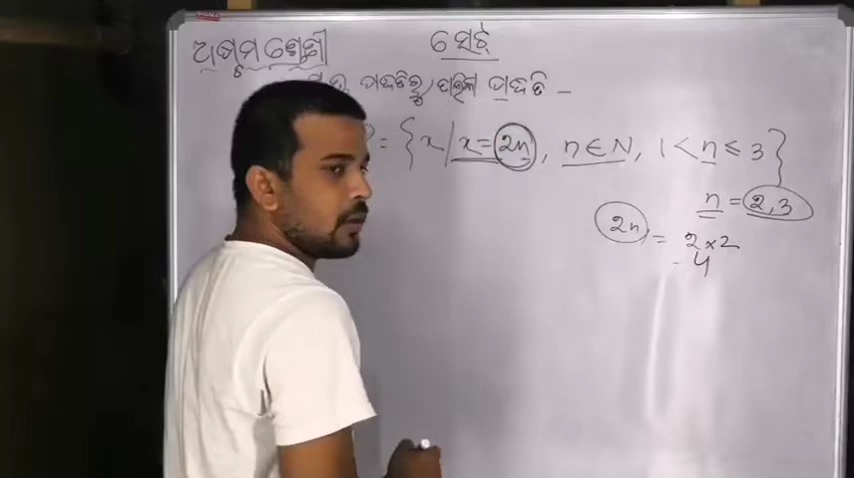 ଅଷ୍ଟମ ଶ୍ରେଣୀ
ସେଟ୍
ପଦ୍ଧତିରୁ ତାଲିକା ପଦ୍ଧତି –
= { x | x = 2n, n ∈ N, 1 < n ≤ 3 }
n = 2, 3
2n = 2 × 2
4